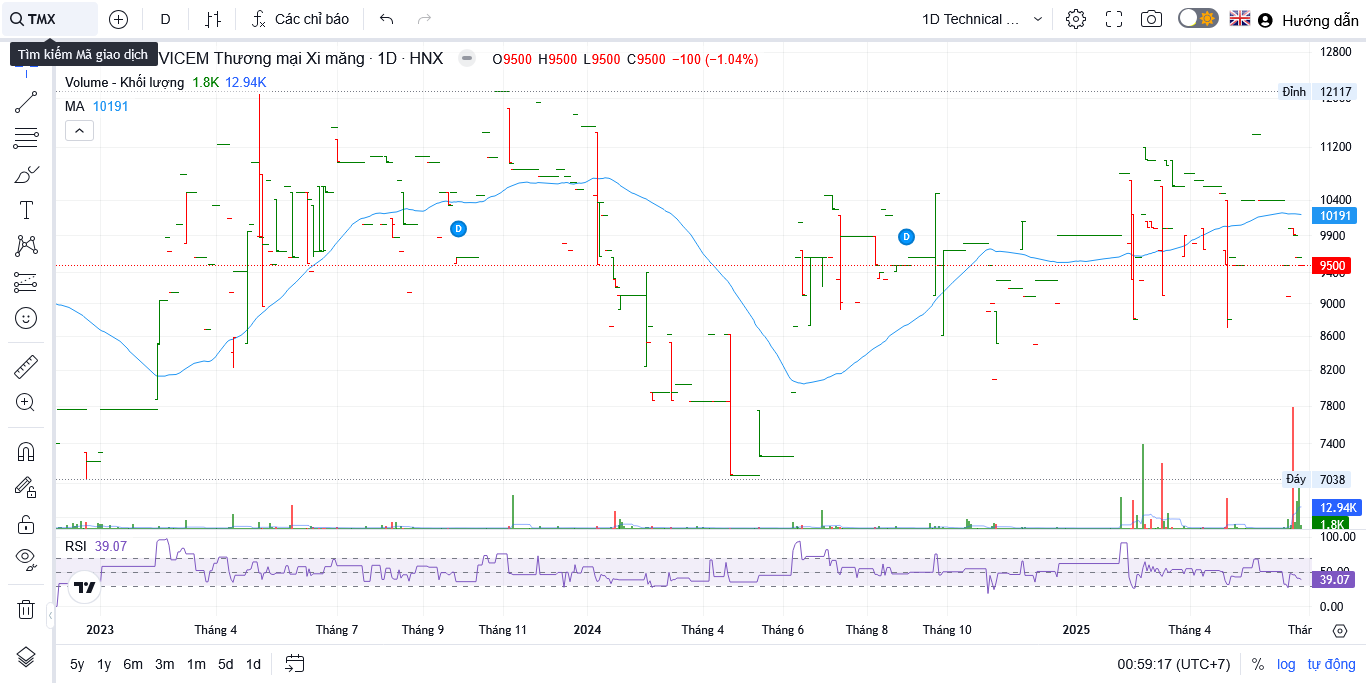 TMX
D
Các chỉ báo
1D Technical ...
Hướng dẫn
Tìm kiếm Mã giao dịch
VICEM Thương mại Xi măng · 1D · HNX
O9500 H9500 L9500 C9500 −100 (−1.04%)
Volume - Khối lượng 1.8K 12.94K
MA 10191
12800
Đỉnh 12117
12000
11200
10400
10191
9900
9500
9400
9000
8600
8200
7800
7400
Đáy 7038
12.94K
1.8K
D
D
RSI 39.07
100.00
50.00
39.07
0.00
2023 Tháng 4 Tháng 7 Tháng 9 Tháng 11 2024 Tháng 4 Tháng 6 Tháng 8 Tháng 10 2025 Tháng 4 Thár
5y 1y 6m 3m 1m 5d 1d
00:59:17 (UTC+7) % log tự động